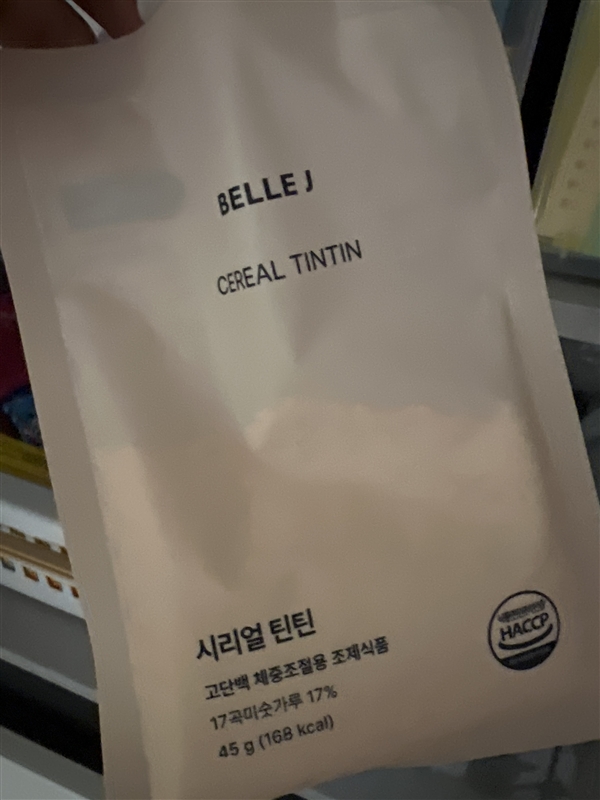 BELLE J
CEREAL TINTIN
시리얼 틴틴
고단백 체중조절용 조제식품
17곡미숫가루 17%
45 g (168 kcal)
HACCP